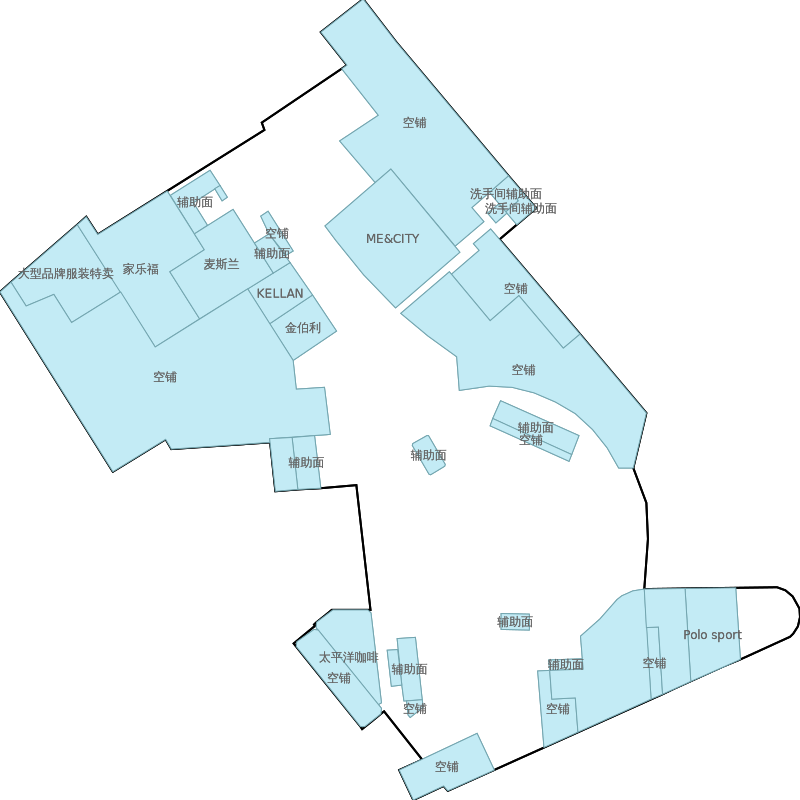 空铺
洗手间辅助面
辅助面
洗手间辅助面
空铺
ME&CITY
辅助面
麦斯兰
家乐福
大型品牌服装特卖
空铺
KELLAN
金伯利
空铺
空铺
辅助面
空铺
辅助面
辅助面
辅助面
Polo sport
太平洋咖啡
空铺
辅助面
辅助面
空铺
空铺
空铺
空铺